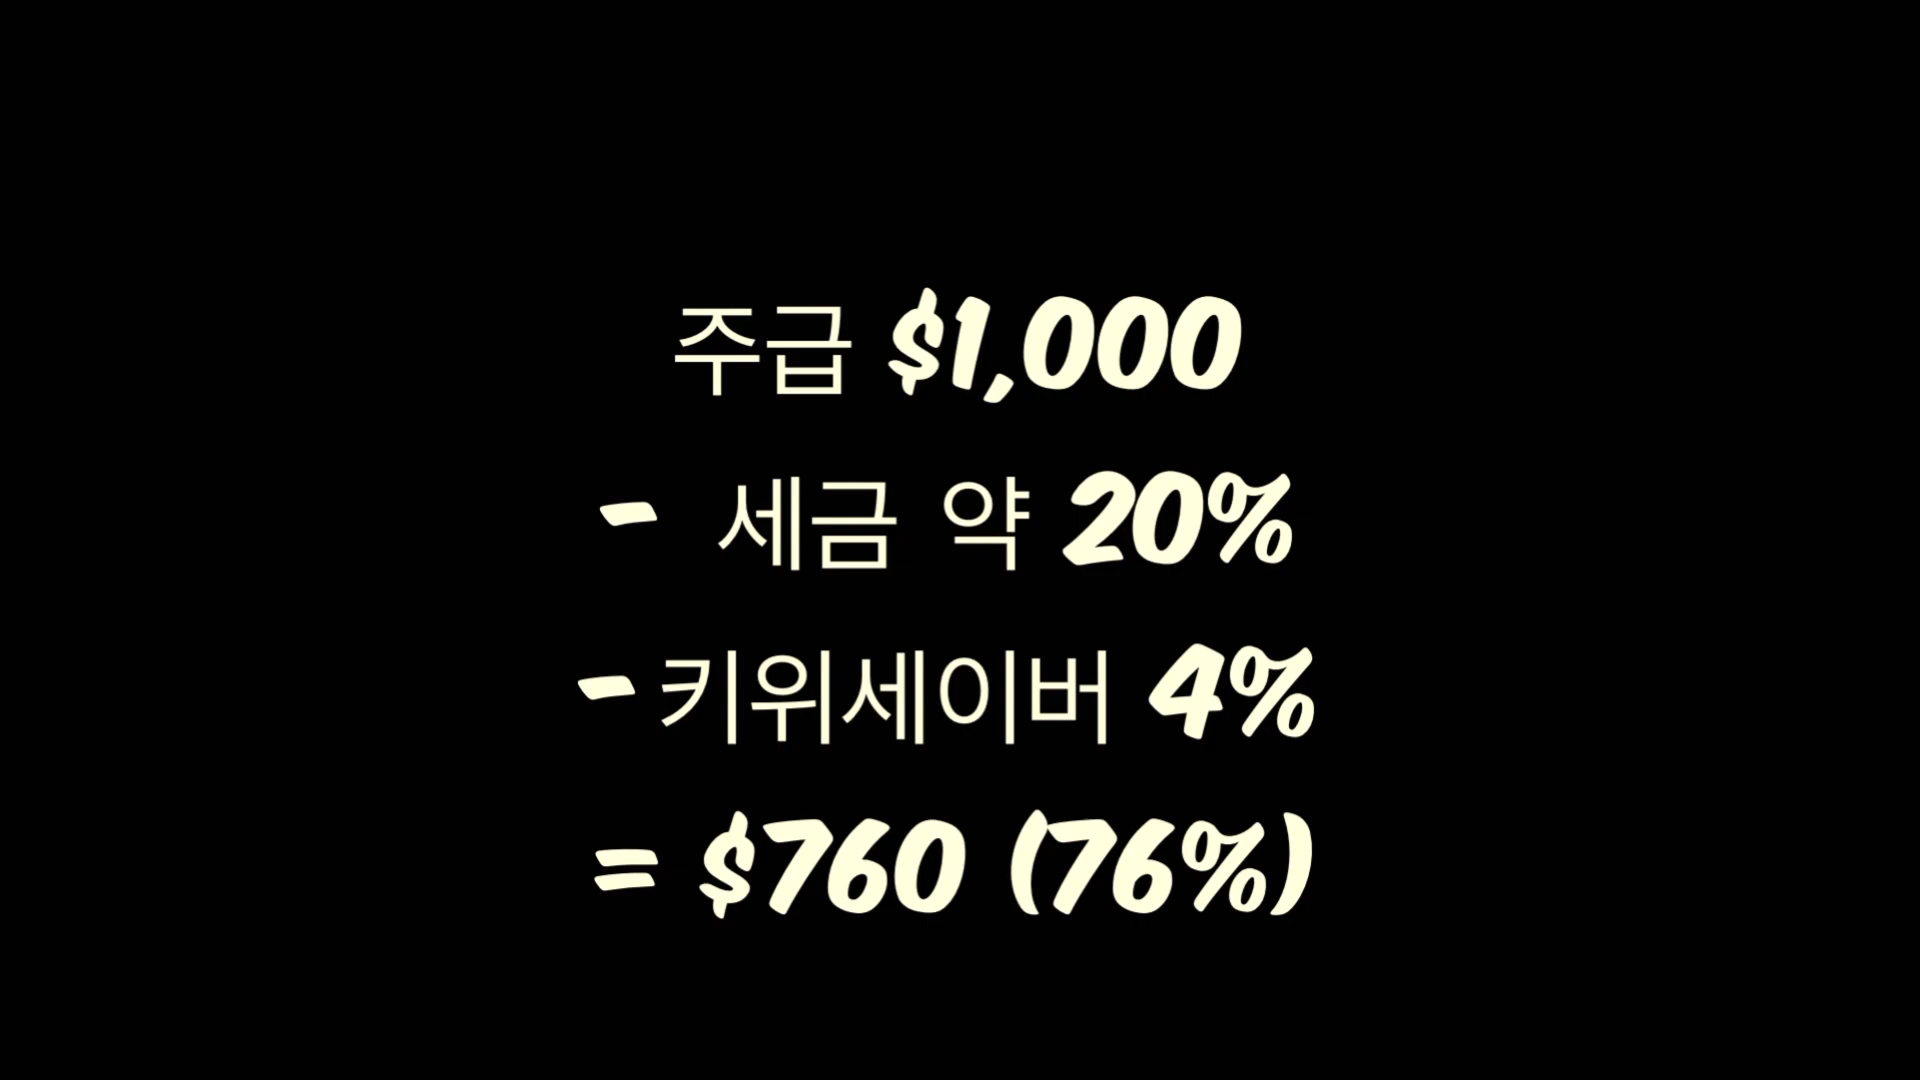 주급 $1,000
- 세금 약 20%
- 키위세이버 4%
= $760 (76%)